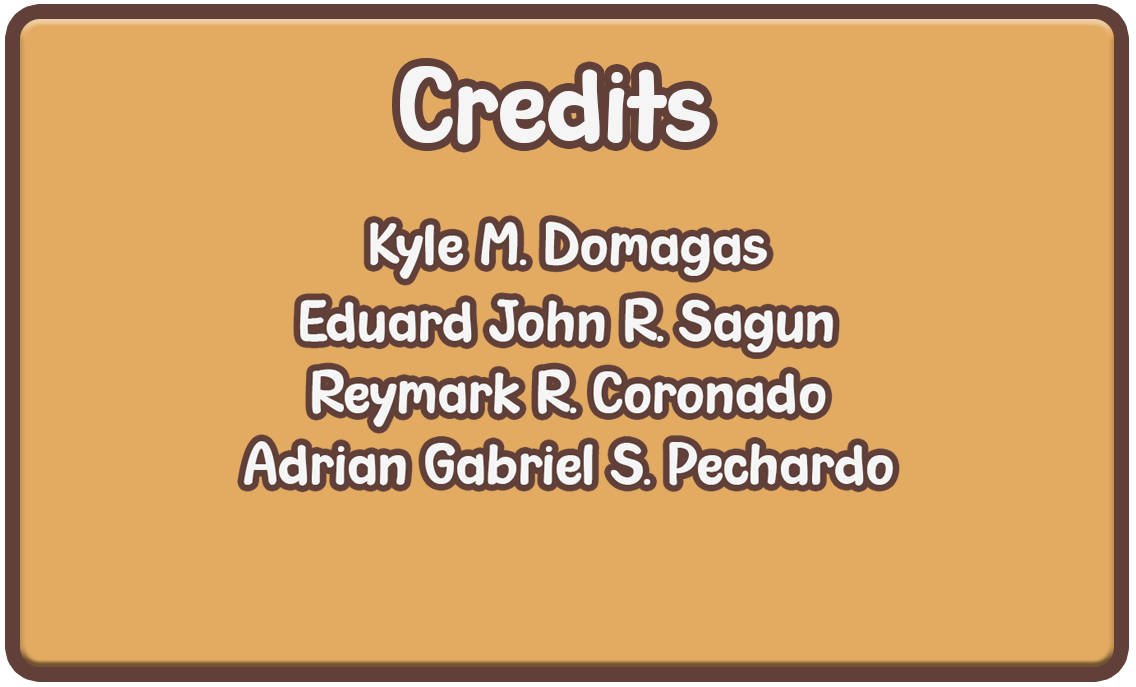 Credits
Kyle M. Domagas
Eduard John R. Sagun
Reymark R. Coronado
Adrian Gabriel S. Pechardo